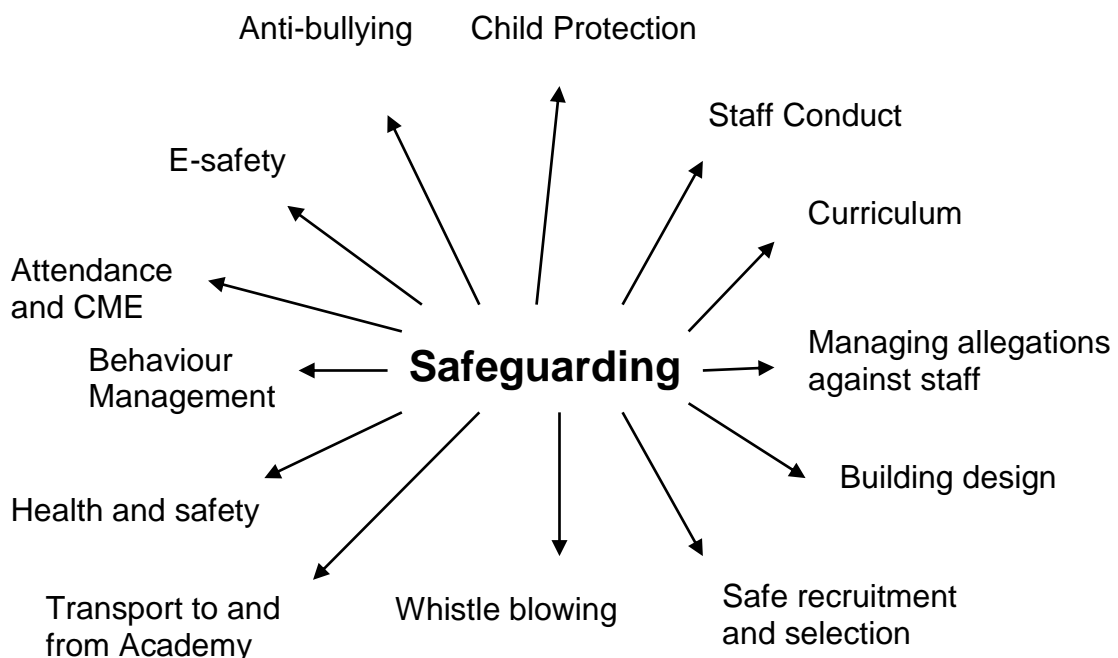 Anti-bullying
Child Protection
Staff Conduct
E-safety
Curriculum
Attendance
and CME
Managing allegations
against staff
Behaviour
Management
Safeguarding
Building design
Health and safety
Transport to and
from Academy
Whistle blowing
Safe recruitment
and selection